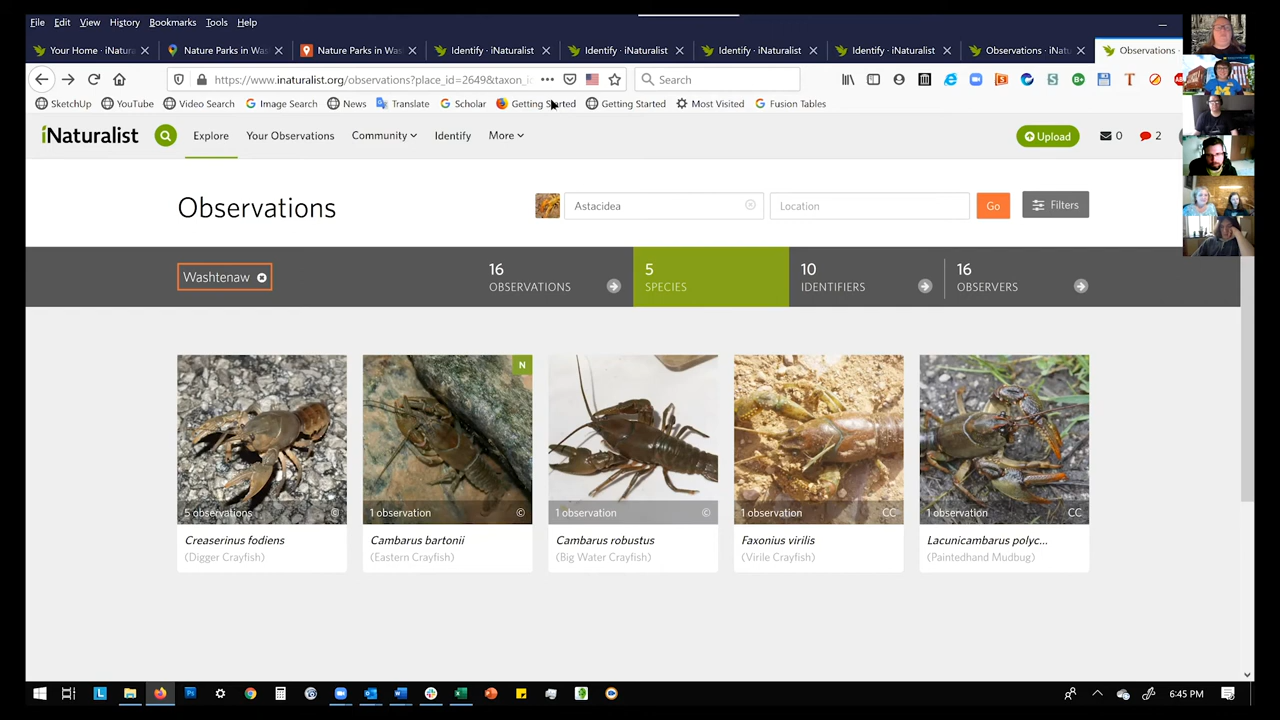 File Edit View History Bookmarks Tools Help
Your Home · iNatur Nature Parks in Was Nature Parks in Was Identify · iNaturalist Identify · iNaturalist Identify · iNaturalist Identify · iNaturalist Observations · iNatu Observations ·
https://www.inaturalist.org/observations?place_id=2649&taxon_i Search
SketchUp YouTube Video Search Image Search News Translate Scholar Getting Started Getting Started Most Visited Fusion Tables
iNaturalist Explore Your Observations Community Identify More Upload 0 2
Observations Astacidea Location Go Filters
Washtenaw
16 5 10 16
OBSERVATIONS SPECIES IDENTIFIERS OBSERVERS
N
5 observations © 1 observation © 1 observation © 1 observation CC 1 observation CC
Creaserinus fodiens Cambarus bartonii Cambarus robustus Faxonius virilis Lacunicambarus polyc...
(Digger Crayfish) (Eastern Crayfish) (Big Water Crayfish) (Virile Crayfish) (Paintedhand Mudbug)
6:45 PM